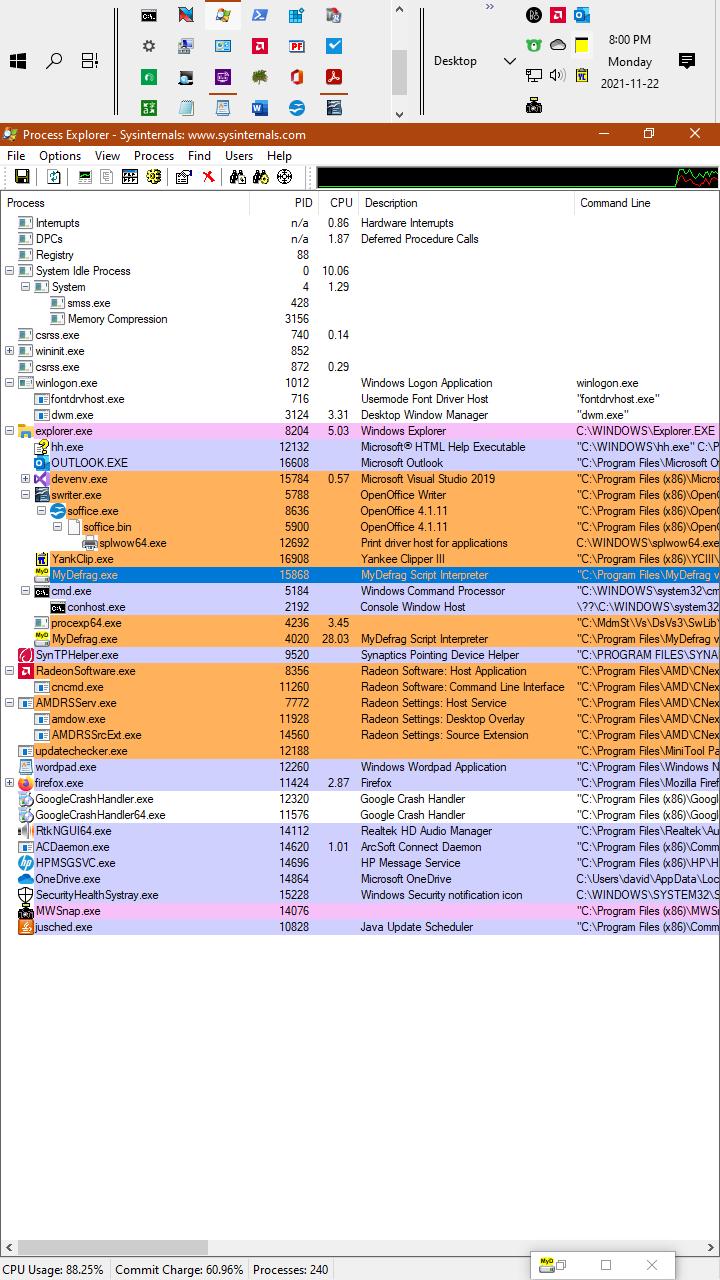 8:00 PM
Desktop
Monday
2021-11-22
Process Explorer - Sysinternals: www.sysinternals.com
File Options View Process Find Users Help
Process PID CPU Description Command Line
Interrupts n/a 0.86 Hardware Interrupts
DPCs n/a 1.87 Deferred Procedure Calls
Registry 88
System Idle Process 0 10.06
System 4 1.29
smss.exe 428
Memory Compression 3156
csrss.exe 740 0.14
wininit.exe 852
csrss.exe 872 0.29
winlogon.exe 1012 Windows Logon Application winlogon.exe
fontdrvhost.exe 716 Usermode Font Driver Host "fontdrvhost.exe"
dwm.exe 3124 3.31 Desktop Window Manager "dwm.exe"
explorer.exe 8204 5.03 Windows Explorer C:\WINDOWS\Explorer.EXE
hh.exe 12132 Microsoft® HTML Help Executable "C:\WINDOWS\hh.exe" C:\P
OUTLOOK.EXE 16608 Microsoft Outlook "C:\Program Files\Microsoft O
devenv.exe 15784 0.57 Microsoft Visual Studio 2019 "C:\Program Files (x86)\Micros
swriter.exe 5788 OpenOffice Writer "C:\Program Files (x86)\OpenO
soffice.exe 8636 OpenOffice 4.1.11 "C:\Program Files (x86)\OpenO
soffice.bin 5900 OpenOffice 4.1.11 "C:\Program Files (x86)\OpenO
splwow64.exe 12692 Print driver host for applications C:\WINDOWS\splwow64.exe
YankClip.exe 16908 Yankee Clipper III "C:\Program Files (x86)\YCIII\
MyDefrag.exe 15868 MyDefrag Script Interpreter "C:\Program Files\MyDefrag v
cmd.exe 5184 Windows Command Processor "C:\WINDOWS\system32\cm
conhost.exe 2192 Console Window Host \??\C:\WINDOWS\system32
procexp64.exe 4236 3.45 "C:\MdmSt\Vs\DsVs3\SwLib\
MyDefrag.exe 4020 28.03 MyDefrag Script Interpreter "C:\Program Files\MyDefrag v
SynTPHelper.exe 9520 Synaptics Pointing Device Helper "C:\PROGRAM FILES\SYNA
RadeonSoftware.exe 8356 Radeon Software: Host Application "C:\Program Files\AMD\CNex
cncmd.exe 11260 Radeon Software: Command Line Interface "C:\Program Files\AMD\CNex
AMDRSServ.exe 7772 Radeon Settings: Host Service "C:\Program Files\AMD\CNex
amdow.exe 11928 Radeon Settings: Desktop Overlay "C:\Program Files\AMD\CNex
AMDRSSrcExt.exe 14560 Radeon Settings: Source Extension "C:\Program Files\AMD\CNex
updatechecker.exe 12188 "C:\Program Files\MiniTool Pa
wordpad.exe 12260 Windows Wordpad Application "C:\Program Files\Windows N
firefox.exe 11424 2.87 Firefox "C:\Program Files\Mozilla Firef
GoogleCrashHandler.exe 12320 Google Crash Handler "C:\Program Files (x86)\Googl
GoogleCrashHandler64.exe 11576 Google Crash Handler "C:\Program Files (x86)\Googl
RtkNGUI64.exe 14112 Realtek HD Audio Manager "C:\Program Files\Realtek\Au
ACDaemon.exe 14620 1.01 ArcSoft Connect Daemon "C:\Program Files (x86)\Comm
HPMSGSVC.exe 14696 HP Message Service "C:\Program Files (x86)\HP\H
OneDrive.exe 14864 Microsoft OneDrive C:\Users\david\AppData\Loc
SecurityHealthSystray.exe 15228 Windows Security notification icon C:\WINDOWS\SYSTEM32\S
MWSnap.exe 14076 "C:\Program Files (x86)\MWSn
jusched.exe 10828 Java Update Scheduler "C:\Program Files (x86)\Comm
CPU Usage: 88.25% Commit Charge: 60.96% Processes: 240
MyD